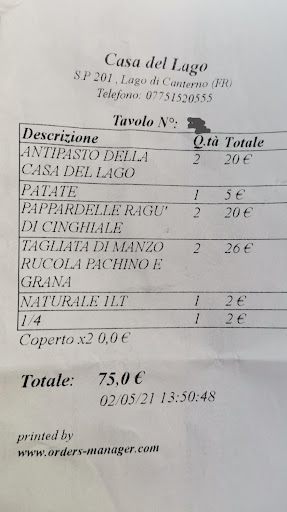 Casa del Lago
S.P 201 , Lago di Canterno (FR)
Telefono: 07751520555
Tavolo N°:
Descrizione Q.tà Totale
ANTIPASTO DELLA 2 20 €
CASA DEL LAGO
PATATE 1 5 €
PAPPARDELLE RAGU' 2 20 €
DI CINGHIALE
TAGLIATA DI MANZO 2 26 €
RUCOLA PACHINO E
GRANA
NATURALE 1LT 1 2 €
1/4 1 2 €
Coperto x2 0,0 €
Totale: 75,0 €
02/05/21 13:50:48
printed by
www.orders-manager.com